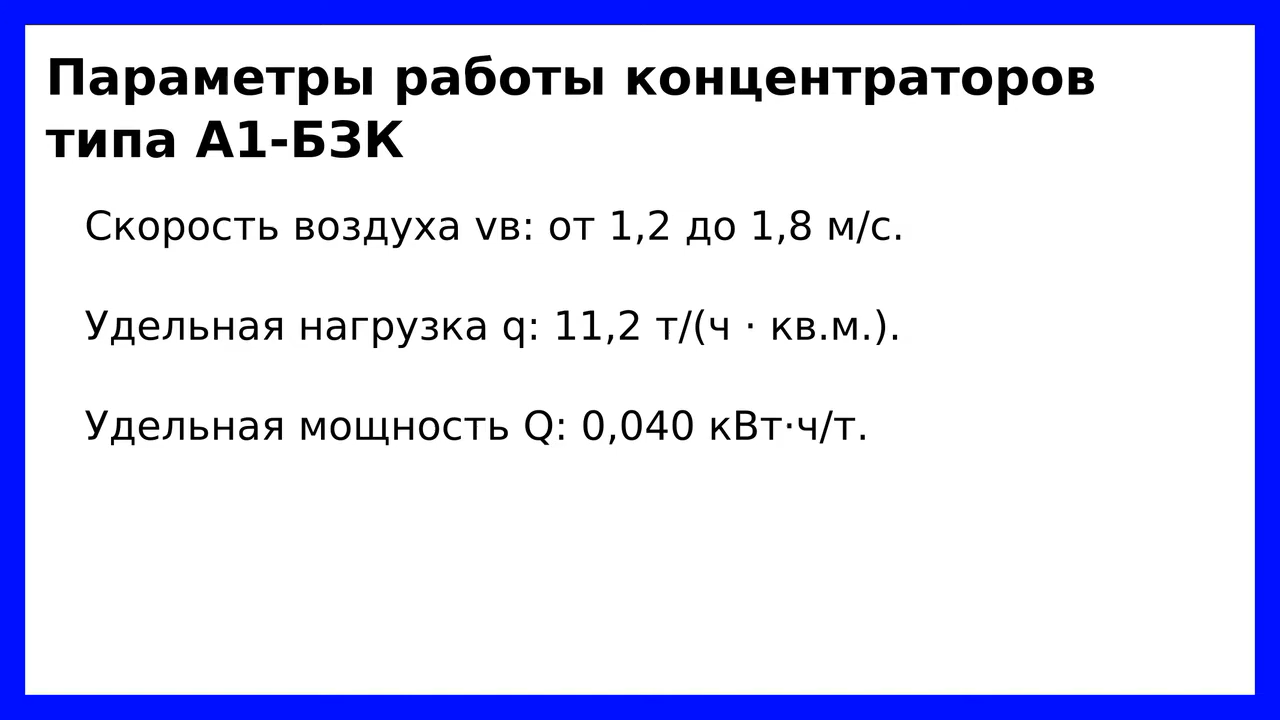 Параметры работы концентраторов
типа А1-БЗК
Скорость воздуха vв: от 1,2 до 1,8 м/с.
Удельная нагрузка q: 11,2 т/(ч · кв.м.).
Удельная мощность Q: 0,040 кВт·ч/т.